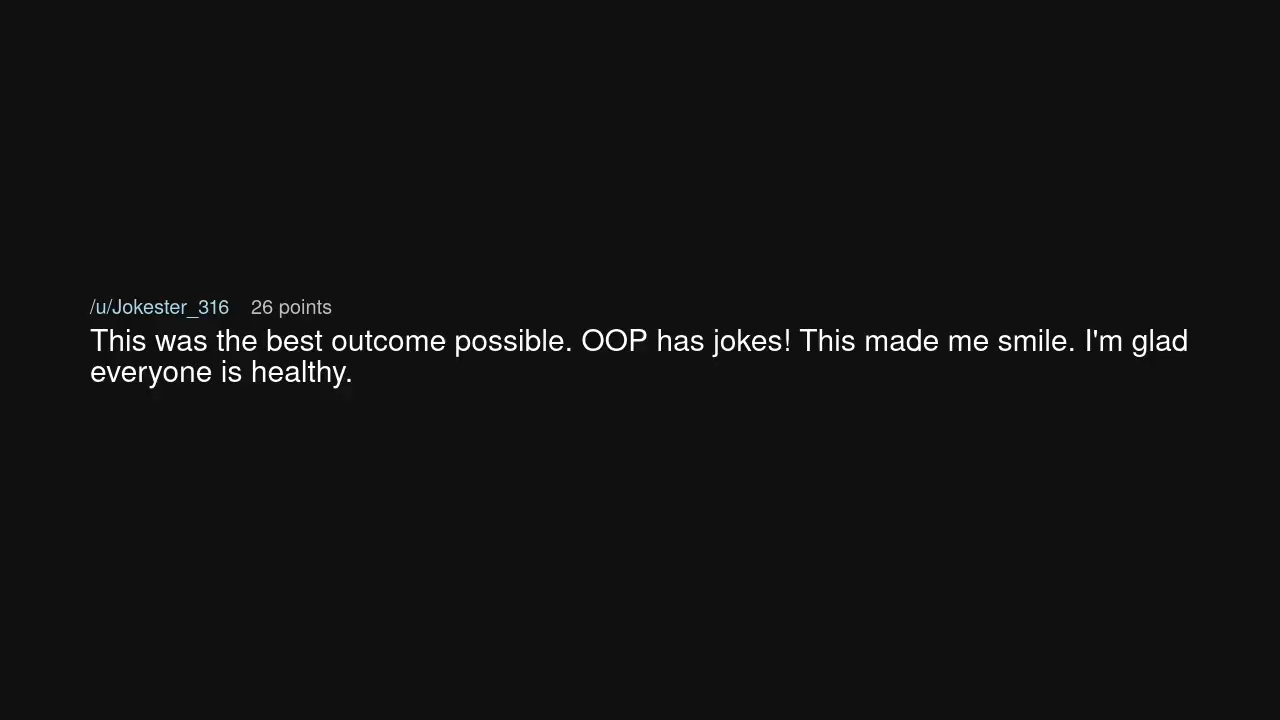 /u/Jokester_316 26 points
This was the best outcome possible. OOP has jokes! This made me smile. I'm glad
everyone is healthy.